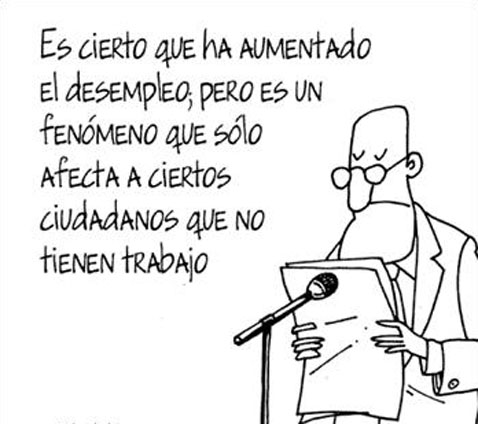 Es cierto que ha aumentado
el desempleo; pero es un
fenómeno que sólo
afecta a ciertos
ciudadanos que no
tienen trabajo